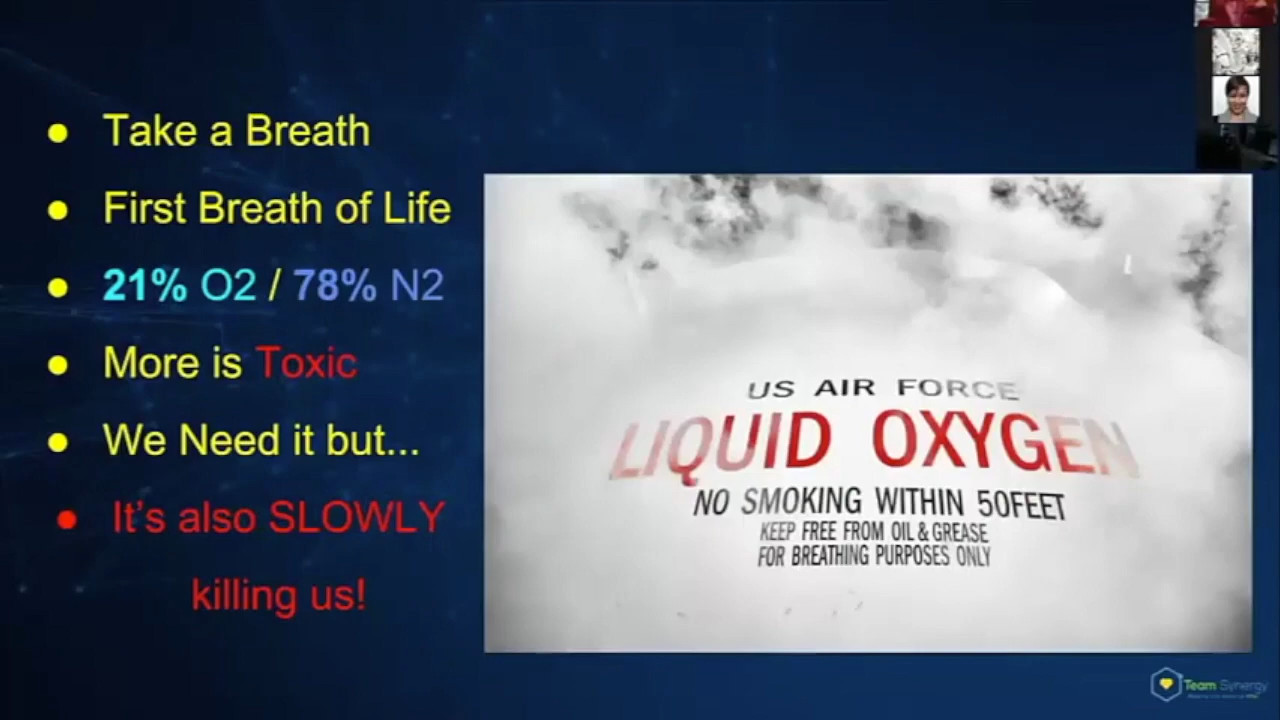 Take a Breath
First Breath of Life
21% O2 / 78% N2
More is Toxic
We Need it but...
It's also SLOWLY
killing us!
US AIR FORCE
LIQUID OXYGEN
NO SMOKING WITHIN 50FEET
KEEP FREE FROM OIL & GREASE
FOR BREATHING PURPOSES ONLY
Team Synergy